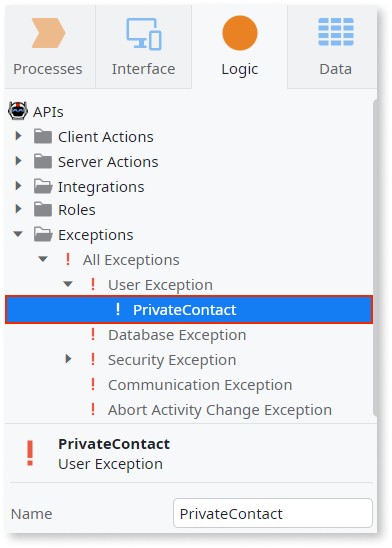 Processes Interface Logic Data
APIs
Client Actions
Server Actions
Integrations
Roles
Exceptions
All Exceptions
User Exception
PrivateContact
Database Exception
Security Exception
Communication Exception
Abort Activity Change Exception
PrivateContact
User Exception
Name PrivateContact